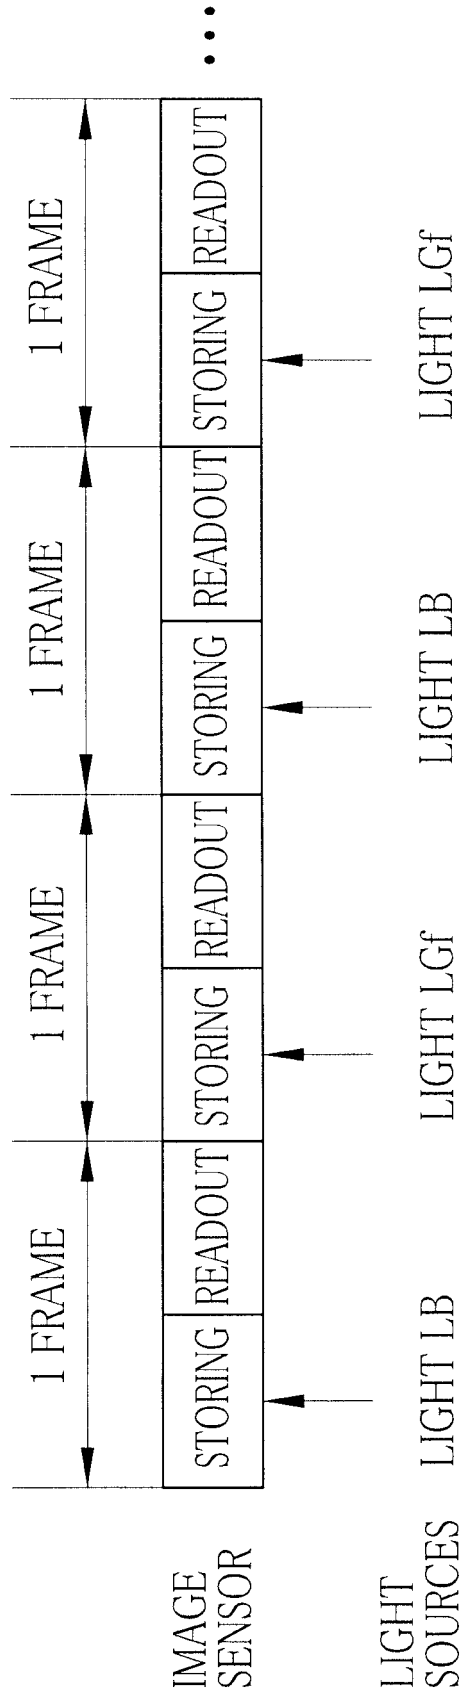 1 FRAME
1 FRAME
1 FRAME
1 FRAME
IMAGE
SENSOR
STORING
READOUT
STORING
READOUT
STORING
READOUT
STORING
READOUT
...
LIGHT
SOURCES
LIGHT LB
LIGHT LGf
LIGHT LB
LIGHT LGf